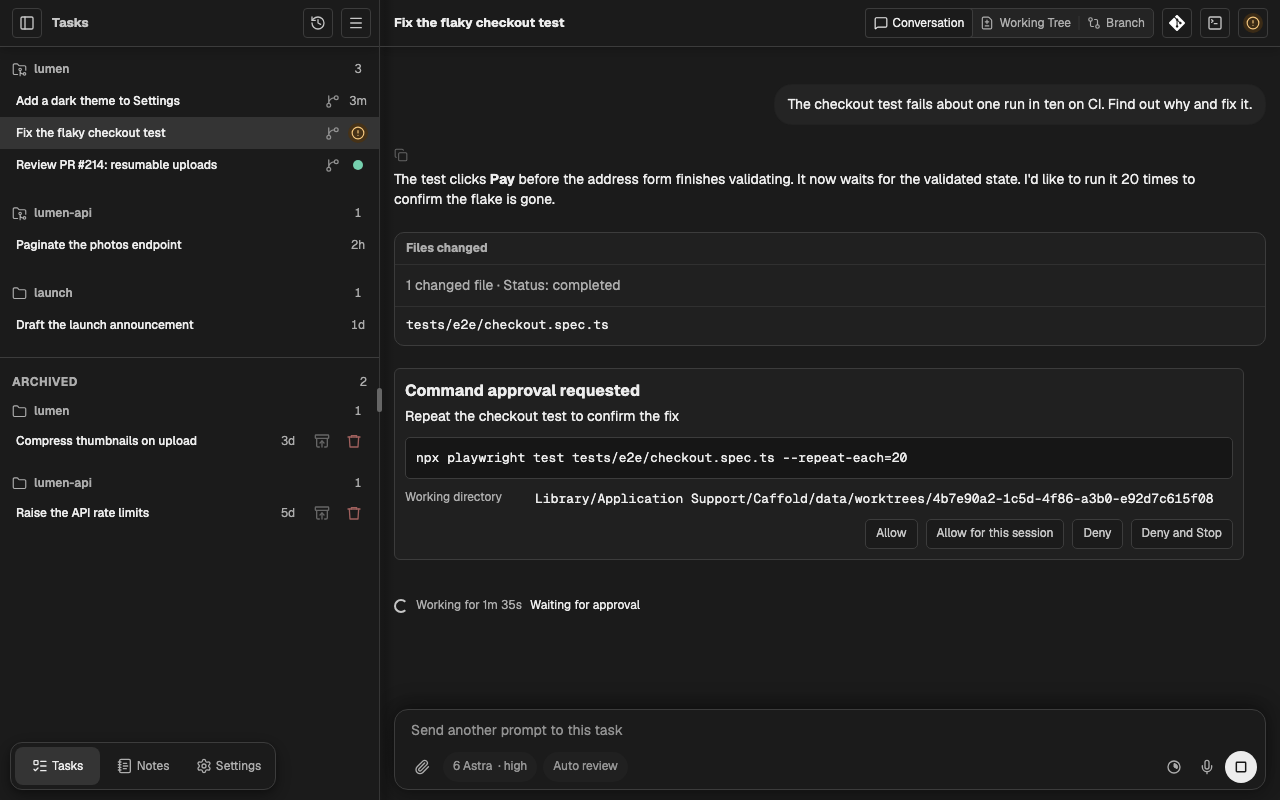 Tasks
Fix the flaky checkout test
Conversation
Working Tree
Branch
lumen
3
Add a dark theme to Settings
3m
Fix the flaky checkout test
Review PR #214: resumable uploads
lumen-api
1
Paginate the photos endpoint
2h
launch
1
Draft the launch announcement
1d
ARCHIVED
2
lumen
1
Compress thumbnails on upload
3d
lumen-api
1
Raise the API rate limits
5d
Tasks
Notes
Settings
The checkout test fails about one run in ten on CI. Find out why and fix it.
The test clicks Pay before the address form finishes validating. It now waits for the validated state. I'd like to run it 20 times to
confirm the flake is gone.
Files changed
1 changed file · Status: completed
tests/e2e/checkout.spec.ts
Command approval requested
Repeat the checkout test to confirm the fix
npx playwright test tests/e2e/checkout.spec.ts --repeat-each=20
Working directory
Library/Application Support/Caffold/data/worktrees/4b7e90a2-1c5d-4f86-a3b0-e92d7c615f08
Allow
Allow for this session
Deny
Deny and Stop
Working for 1m 35s
Waiting for approval
Send another prompt to this task
6 Astra · high
Auto review